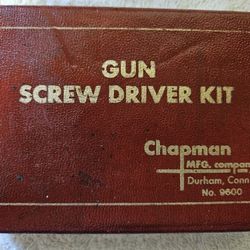 GUN
SCREW DRIVER KIT
Chapman
MFG. company
Durham, Conn.
No. 9600